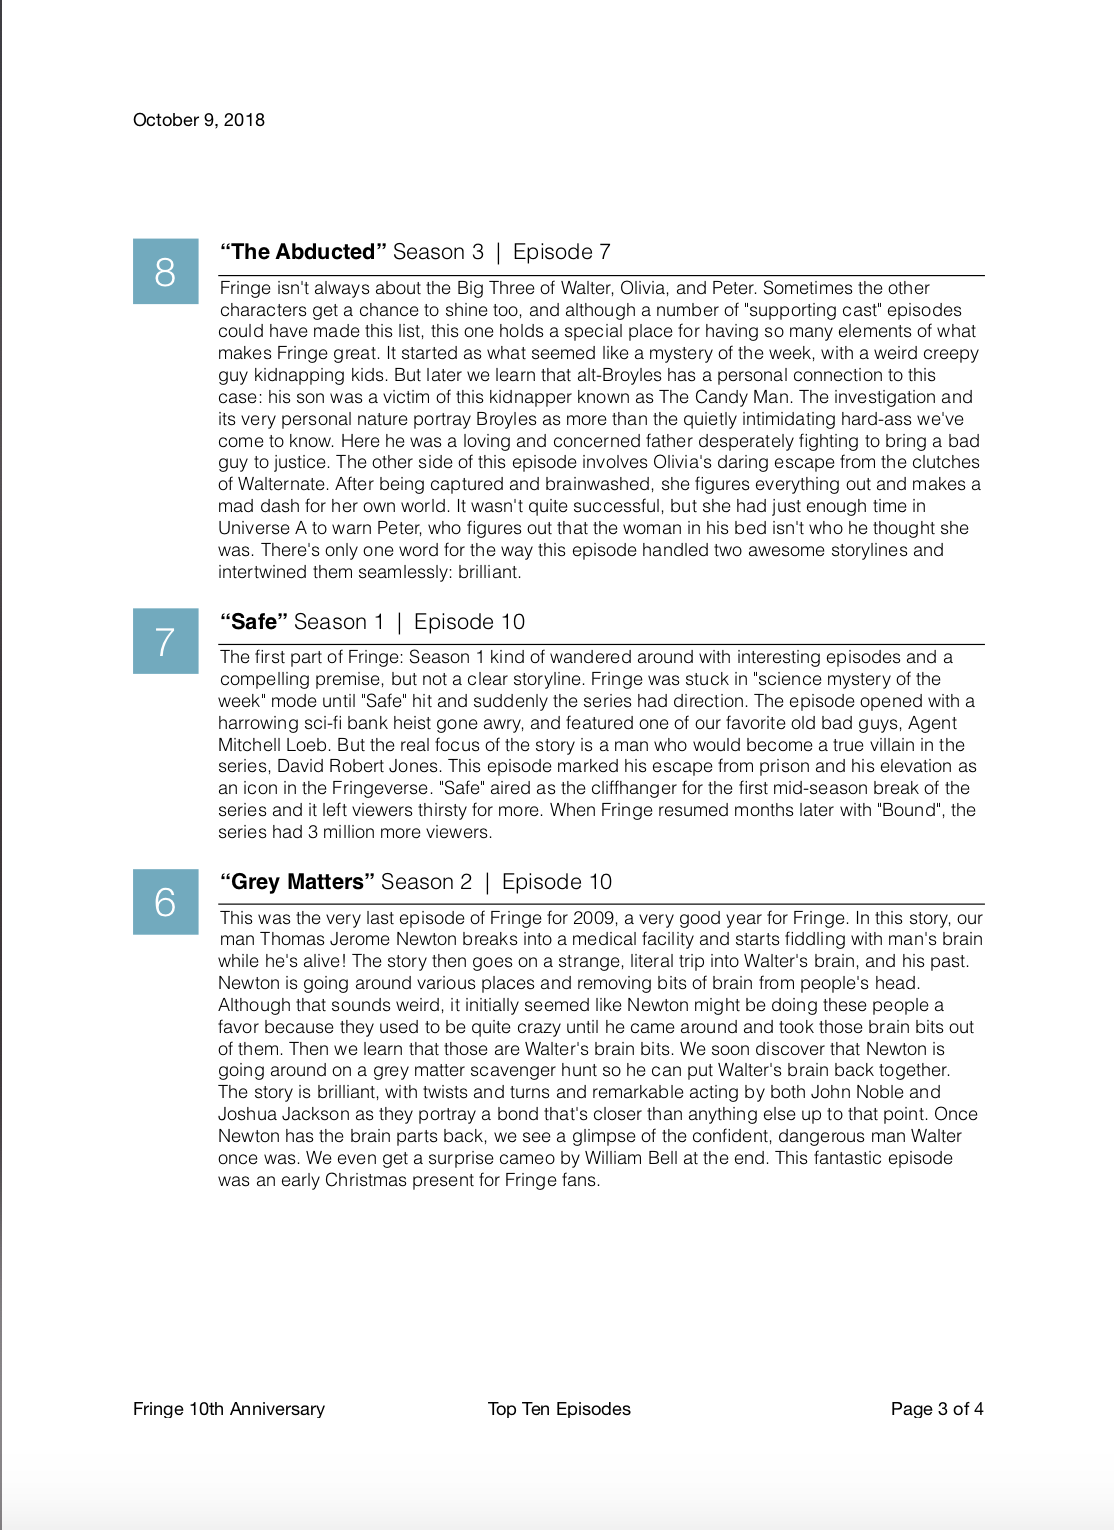 October 9, 2018
8
“The Abducted” Season 3 | Episode 7
Fringe isn't always about the Big Three of Walter, Olivia, and Peter. Sometimes the other
characters get a chance to shine too, and although a number of "supporting cast" episodes
could have made this list, this one holds a special place for having so many elements of what
makes Fringe great. It started as what seemed like a mystery of the week, with a weird creepy
guy kidnapping kids. But later we learn that alt-Broyles has a personal connection to this
case: his son was a victim of this kidnapper known as The Candy Man. The investigation and
its very personal nature portray Broyles as more than the quietly intimidating hard-ass we've
come to know. Here he was a loving and concerned father desperately fighting to bring a bad
guy to justice. The other side of this episode involves Olivia's daring escape from the clutches
of Walternate. After being captured and brainwashed, she figures everything out and makes a
mad dash for her own world. It wasn't quite successful, but she had just enough time in
Universe A to warn Peter, who figures out that the woman in his bed isn't who he thought she
was. There's only one word for the way this episode handled two awesome storylines and
intertwined them seamlessly: brilliant.
7
“Safe” Season 1 | Episode 10
The first part of Fringe: Season 1 kind of wandered around with interesting episodes and a
compelling premise, but not a clear storyline. Fringe was stuck in "science mystery of the
week" mode until "Safe" hit and suddenly the series had direction. The episode opened with a
harrowing sci-fi bank heist gone awry, and featured one of our favorite old bad guys, Agent
Mitchell Loeb. But the real focus of the story is a man who would become a true villain in the
series, David Robert Jones. This episode marked his escape from prison and his elevation as
an icon in the Fringeverse. "Safe" aired as the cliffhanger for the first mid-season break of the
series and it left viewers thirsty for more. When Fringe resumed months later with "Bound", the
series had 3 million more viewers.
6
“Grey Matters” Season 2 | Episode 10
This was the very last episode of Fringe for 2009, a very good year for Fringe. In this story, our
man Thomas Jerome Newton breaks into a medical facility and starts fiddling with man's brain
while he's alive! The story then goes on a strange, literal trip into Walter's brain, and his past.
Newton is going around various places and removing bits of brain from people's head.
Although that sounds weird, it initially seemed like Newton might be doing these people a
favor because they used to be quite crazy until he came around and took those brain bits out
of them. Then we learn that those are Walter's brain bits. We soon discover that Newton is
going around on a grey matter scavenger hunt so he can put Walter's brain back together.
The story is brilliant, with twists and turns and remarkable acting by both John Noble and
Joshua Jackson as they portray a bond that's closer than anything else up to that point. Once
Newton has the brain parts back, we see a glimpse of the confident, dangerous man Walter
once was. We even get a surprise cameo by William Bell at the end. This fantastic episode
was an early Christmas present for Fringe fans.
Fringe 10th Anniversary
Top Ten Episodes
Page 3 of 4